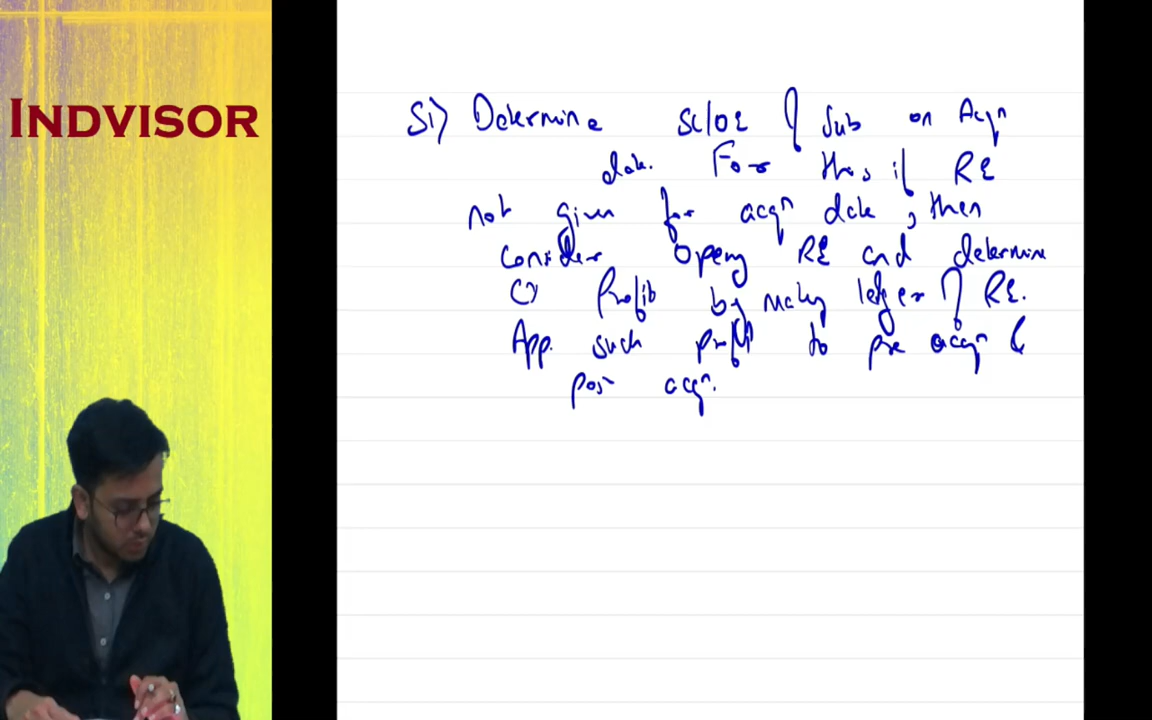 INDVISOR
S1) Determine SC/OE of Sub on Acqn
date. For this if RE
not given for acqn date, then
consider Openg RE and determine
CY Profit by making ledger of RE.
App. such profit to pre acqn &
post acqn.